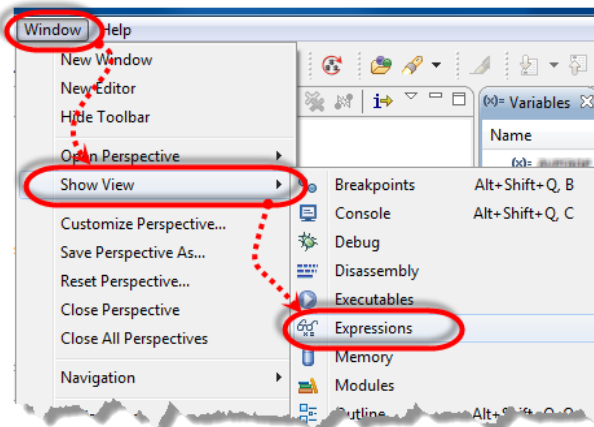 Window Help
New Window
New Editor
Hide Toolbar
(x)= Variables
Name
(x)=
Open Perspective
Show View
Breakpoints Alt+Shift+Q, B
Customize Perspective...
Console Alt+Shift+Q, C
Save Perspective As...
Debug
Reset Perspective...
Disassembly
Close Perspective
Executables
Close All Perspectives
Expressions
Memory
Navigation
Modules
Outline